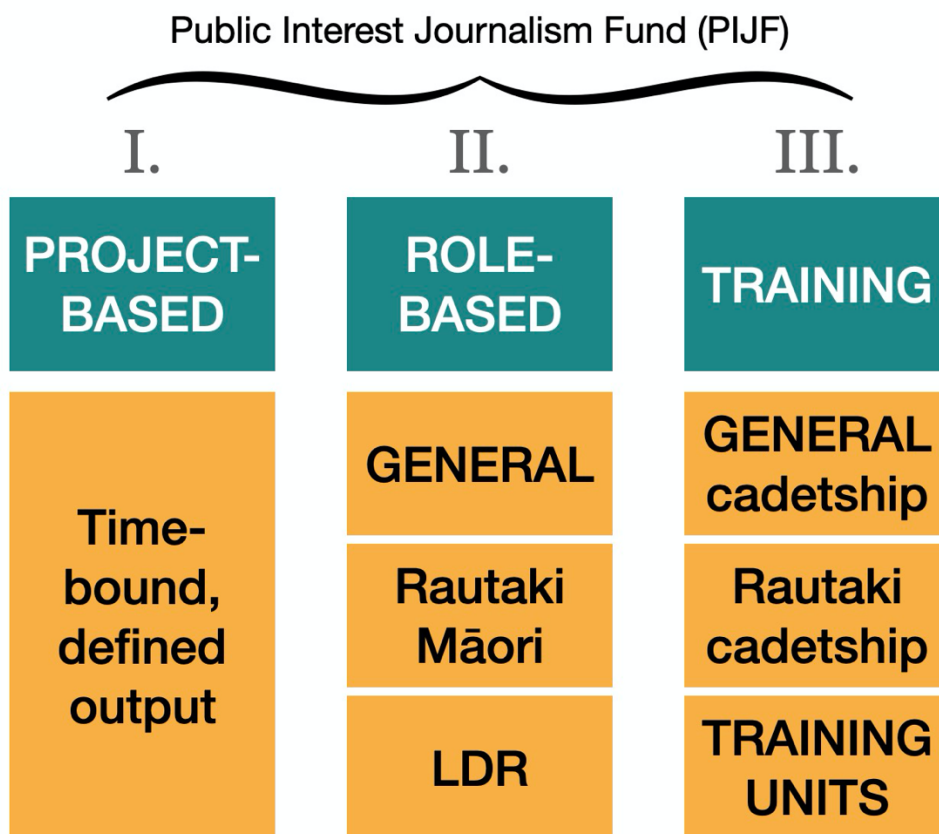 Public Interest Journalism Fund (PIJF)
I.
II.
III.
PROJECT-
BASED
ROLE-
BASED
TRAINING
Time-
bound,
defined
output
GENERAL
Rautaki
Māori
LDR
GENERAL
cadetship
Rautaki
cadetship
TRAINING
UNITS